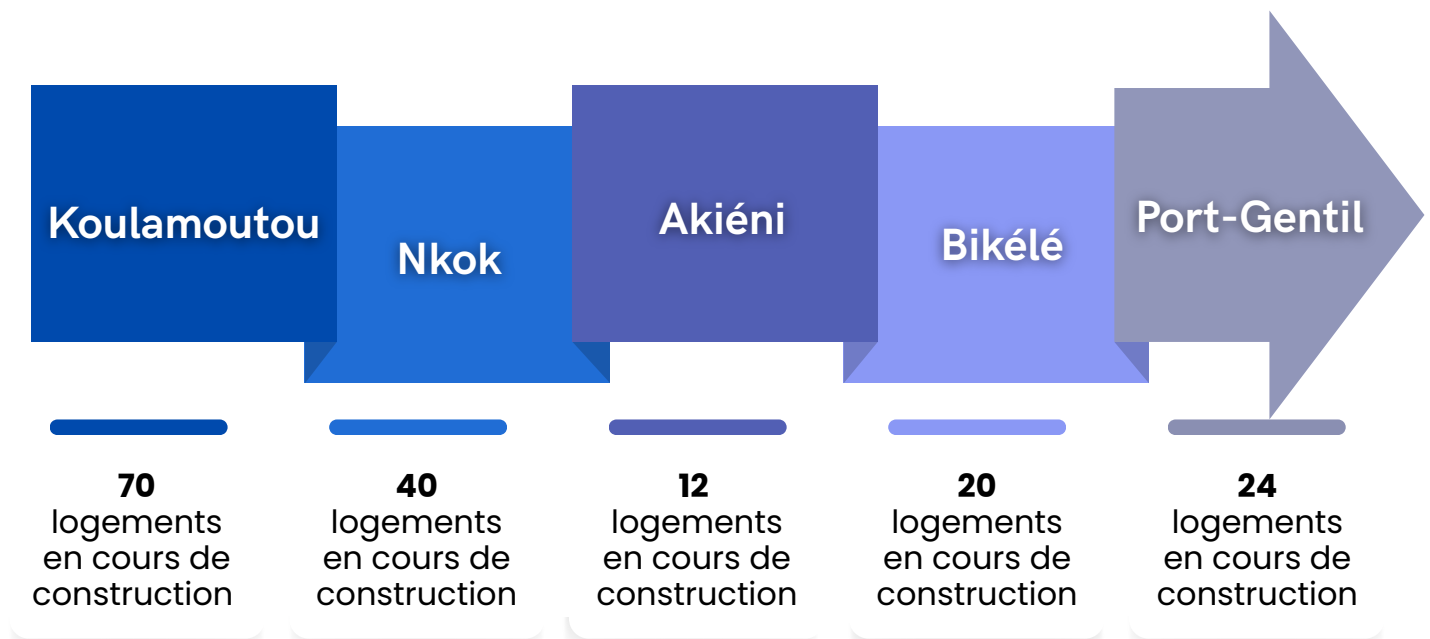 Koulamoutou
Nkok
Akiéni
Bikélé
Port-Gentil
70
logements
en cours de
construction
40
logements
en cours de
construction
12
logements
en cours de
construction
20
logements
en cours de
construction
24
logements
en cours de
construction